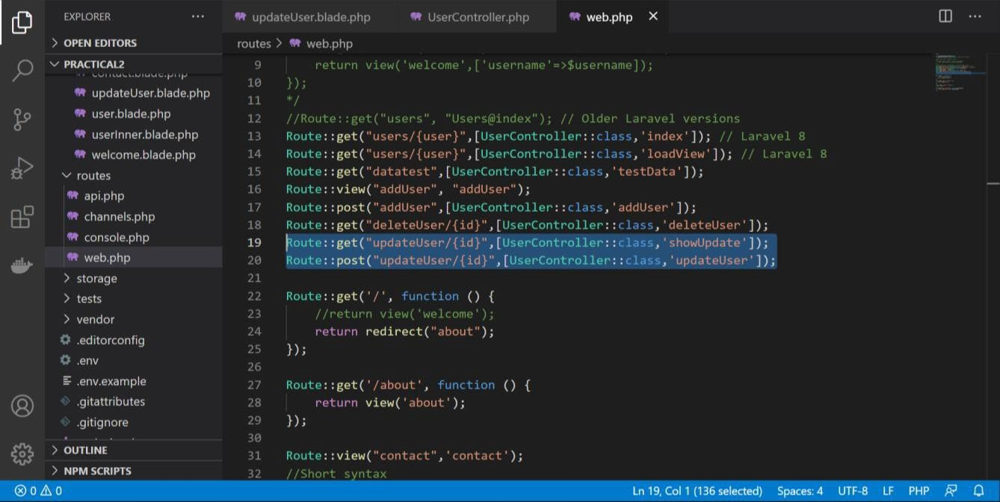 EXPLORER
updateUser.blade.php
UserController.php
web.php
OPEN EDITORS
routes > web.php
PRACTICAL2
contact.blade.php
updateUser.blade.php
user.blade.php
userInner.blade.php
welcome.blade.php
routes
api.php
channels.php
console.php
web.php
storage
tests
vendor
.editorconfig
.env
.env.example
.gitattributes
.gitignore
OUTLINE
NPM SCRIPTS
9 return view('welcome',['username'=>$username]);
10 });
11 */
12 //Route::get("users", "Users@index"); // Older Laravel versions
13 Route::get("users/{user}",[UserController::class,'index']); // Laravel 8
14 Route::get("users/{user}",[UserController::class,'loadView']); // Laravel 8
15 Route::get("datatest",[UserController::class,'testData']);
16 Route::view("addUser", "addUser");
17 Route::post("addUser",[UserController::class,'addUser']);
18 Route::get("deleteUser/{id}",[UserController::class,'deleteUser']);
19 Route::get("updateUser/{id}",[UserController::class,'showUpdate']);
20 Route::post("updateUser/{id}",[UserController::class,'updateUser']);
21
22 Route::get('/', function () {
23 //return view('welcome');
24 return redirect("about");
25 });
26
27 Route::get('/about', function () {
28 return view('about');
29 });
30
31 Route::view("contact",'contact');
32 //Short syntax
0 0
Ln 19, Col 1 (136 selected) Spaces: 4 UTF-8 LF PHP